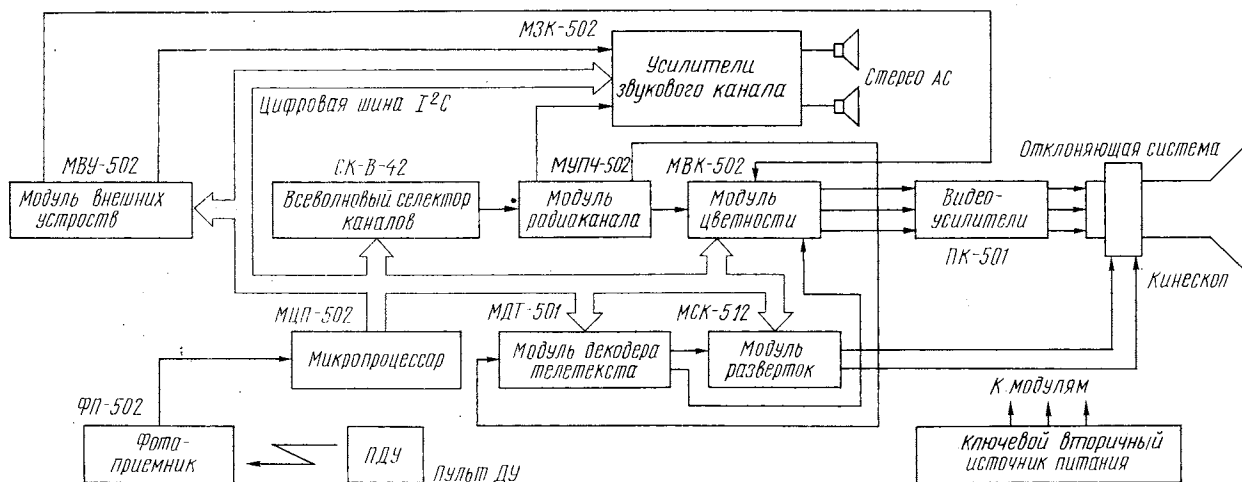 МЗК-502
Усилители
звукового канала
Стерео АС
Цифровая шина I²C
МВУ-502
Модуль внешних
устроств
СК-В-42
Всеволновый селектор
каналов
МУПЧ-502
Модуль
радиоканала
МВК-502
Модуль
цветности
Видео-
усилители
ПК-501
Отклоняющая система
Кинескоп
МЦП-502
Микропроцессор
МДТ-501
Модуль декодера
телетекста
МСК-512
Модуль
разверток
К модулям
ФП-502
Фото-
приемник
ПДУ
Пульт ДУ
Ключевой вторичный
источник питания